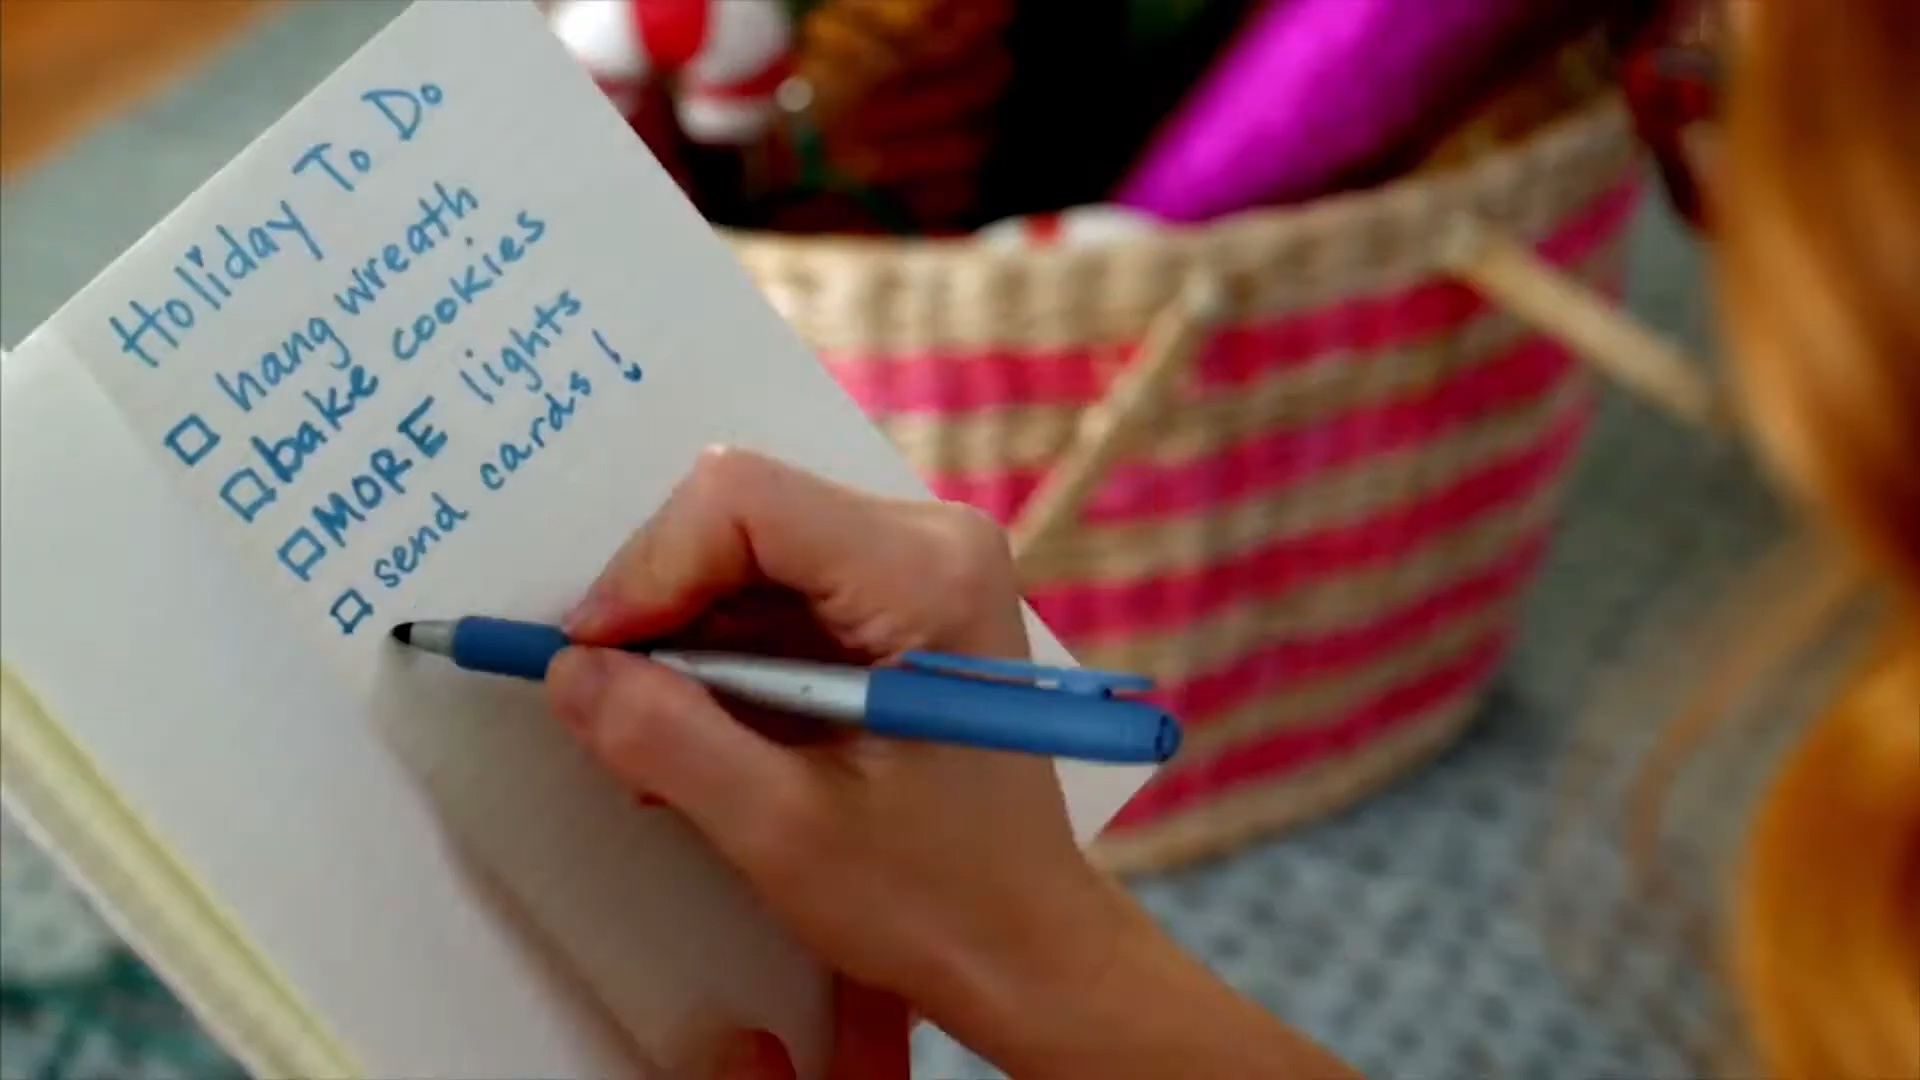 Holiday To Do
hang wreath
bake cookies
MORE lights
send cards!